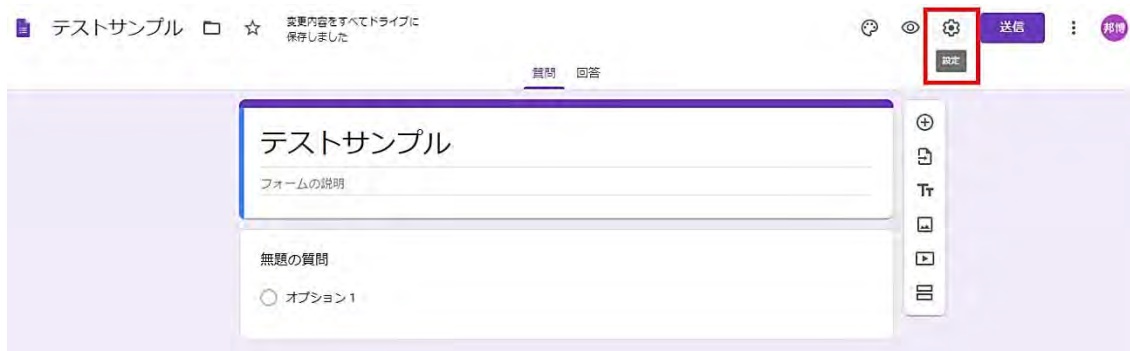 テストサンプル
変更内容をすべてドライブに
保存しました
送信
邦博
設定
質問 回答
テストサンプル
フォームの説明
Tт
無題の質問
オプション 1